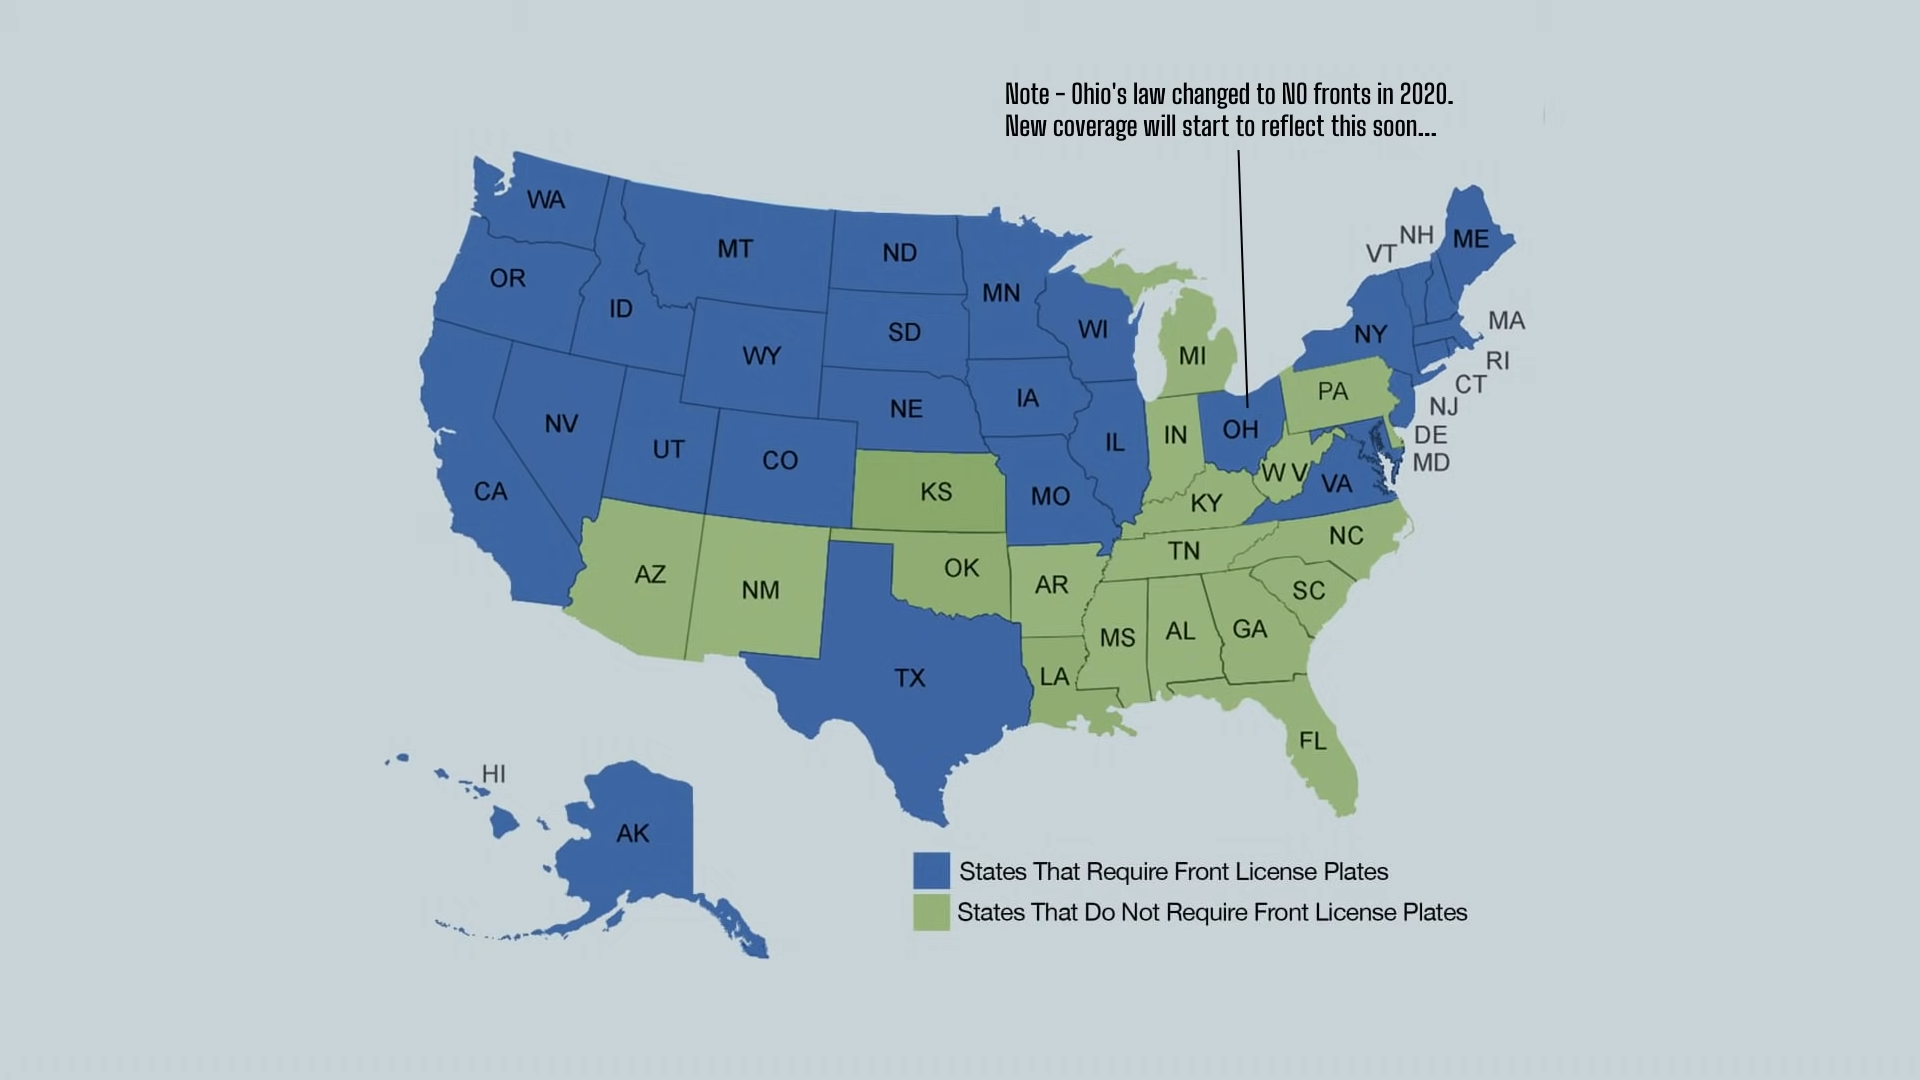 Note - Ohio's law changed to NO fronts in 2020.
New coverage will start to reflect this soon...
WA
MT
ND
MN
OR
ID
WY
SD
WI
MI
NH
VT
ME
NY
MA
RI
CT
NJ
DE
MD
PA
NV
UT
CO
NE
IA
IL
IN
OH
W V
VA
CA
KS
MO
KY
AZ
NM
OK
AR
TN
NC
SC
MS
AL
GA
TX
LA
FL
HI
AK
States That Require Front License Plates
States That Do Not Require Front License Plates